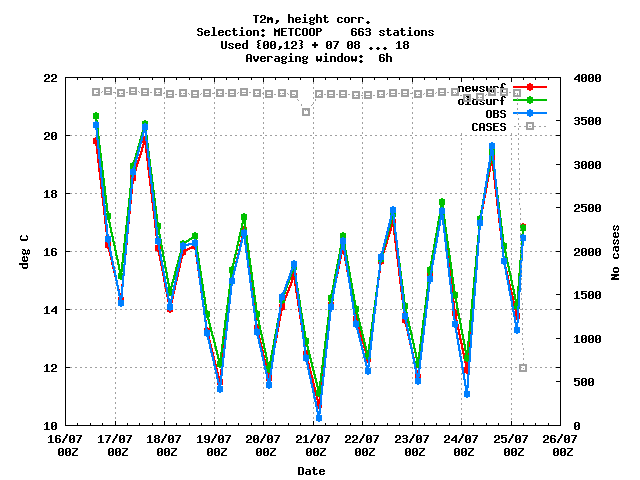 T2m, height corr.
Selection: METCOOP    663 stations
Used {00,12} + 07 08 ... 18
Averaging window:  6h
newsurf
oldsurf
OBS
CASES
deg C
22
20
18
16
14
12
10
No cases
4000
3500
3000
2500
2000
1500
1000
500
0
16/07 17/07 18/07 19/07 20/07 21/07 22/07 23/07 24/07 25/07 26/07
00Z 00Z 00Z 00Z 00Z 00Z 00Z 00Z 00Z 00Z 00Z
Date